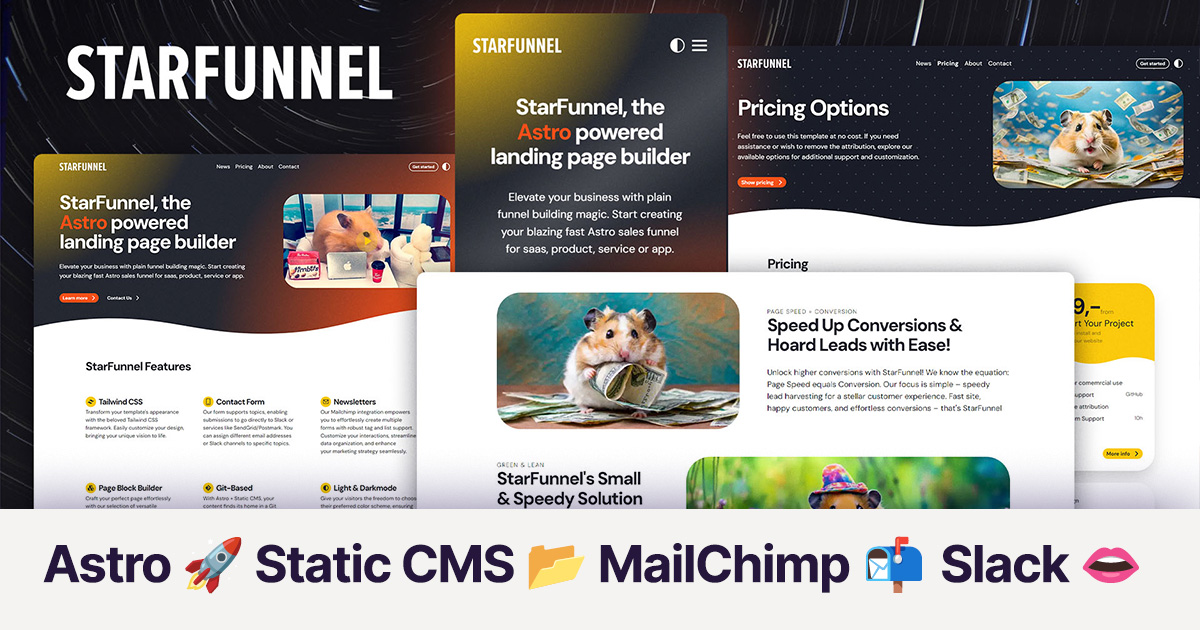 STARFUNNEL
STARFUNNEL
News Pricing About Contact
Get started
StarFunnel, the
Astro powered
landing page builder
Elevate your business with plain funnel building magic. Start creating
your blazing fast Astro sales funnel for saas, product, service or app.
Learn more
Contact Us
StarFunnel Features
Tailwind CSS
Transform your template's appearance
with the beloved Tailwind CSS
framework. Easily customize your design,
bringing your unique vision to life.
Contact Form
Our form supports topics, enabling
submissions to go directly to Slack or
services like SendGrid/Postmark. You
can assign different email addresses
or Slack channels to specific topics.
Newsletters
Our Mailchimp integration empowers
you to effortlessly create multiple
forms with robust tag and list support.
Customize your interactions, streamline
data organization, and enhance
your marketing strategy seamlessly.
Page Block Builder
Craft your perfect page effortlessly
with our selection of versatile
Git-Based
With Astro + Static CMS, your
content finds its home in a Git
Light & Darkmode
Give your visitors the freedom to choose
their preferred color scheme, ensuring
STARFUNNEL
StarFunnel, the
Astro powered
landing page builder
Elevate your business with plain
funnel building magic. Start creating
your blazing fast Astro sales funnel
for saas, product, service or app.
STARFUNNEL
News Pricing About Contact
Get started
Pricing Options
Feel free to use this template at no cost. If you need
assistance or wish to remove the attribution, explore our
available options for additional support and customization.
Show pricing
Pricing
9,- from
rt Your Project
nstall and
ur website
r comemrcial use
upport GitHub
e attribution
m Support 10h
More info
PAGE SPEED = CONVERSION
Speed Up Conversions &
Hoard Leads with Ease!
Unlock higher conversions with StarFunnel! We know the equation:
Page Speed equals Conversion. Our focus is simple – speedy
lead harvesting for a stellar customer experience. Fast site,
happy customers, and effortless conversions – that's StarFunnel
GREEN & LEAN
StarFunnel's Small
& Speedy Solution
Astro 🚀 Static CMS 📂 MailChimp 📬 Slack 👄